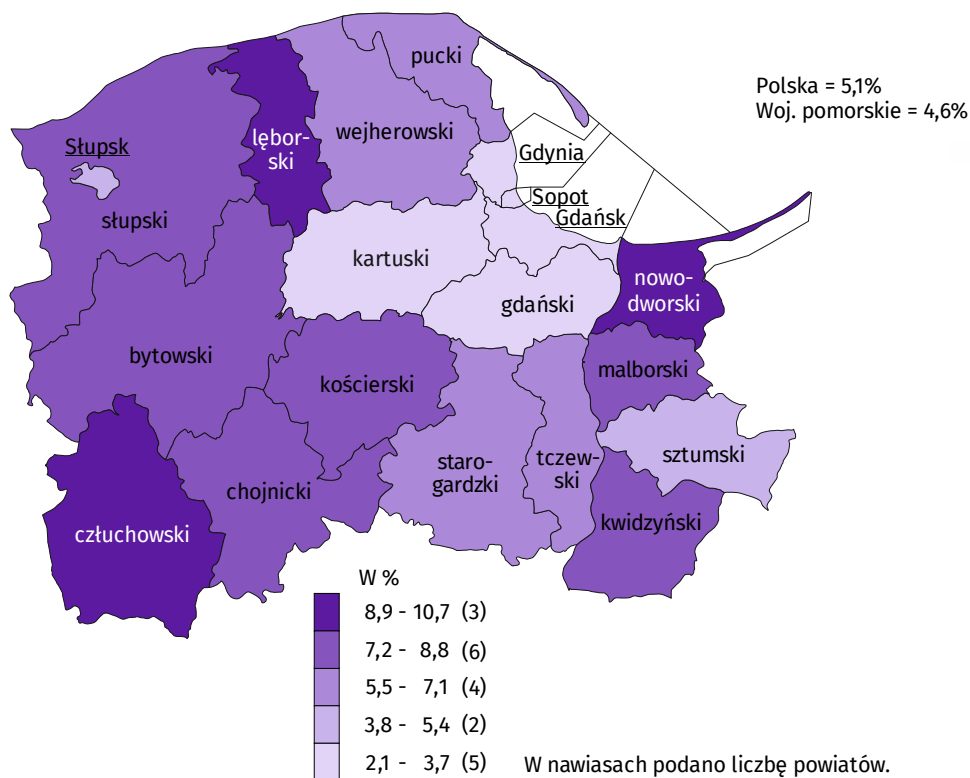 pucki
Polska = 5,1%
Woj. pomorskie = 4,6%
wejherowski
lębor-
ski
Słupsk
Gdynia
Sopot
Gdańsk
słupski
kartuski
nowo-
dworski
gdański
bytowski
kościerski
malborski
staro-
gardzki
tczew-
ski
sztumski
chojnicki
kwidzyński
człuchowski
W %
8,9 - 10,7 (3)
7,2 - 8,8 (6)
5,5 - 7,1 (4)
3,8 - 5,4 (2)
2,1 - 3,7 (5)
W nawiasach podano liczbę powiatów.